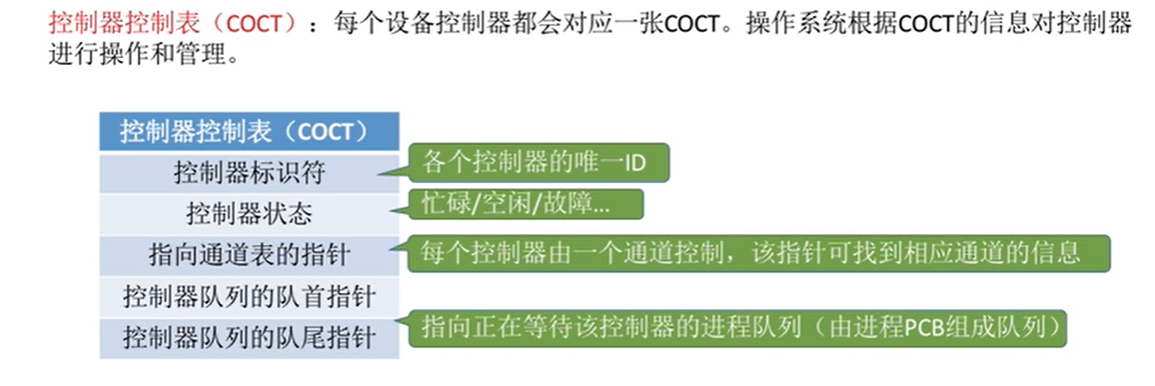 控制器控制表（COCT）：每个设备控制器都会对应一张COCT。操作系统根据COCT的信息对控制器
进行操作和管理。
控制器控制表（COCT）
控制器标识符
各个控制器的唯一ID
控制器状态
忙碌/空闲/故障...
指向通道表的指针
每个控制器由一个通道控制，该指针可找到相应通道的信息
控制器队列的队首指针
控制器队列的队尾指针
指向正在等待该控制器的进程队列（由进程PCB组成队列）